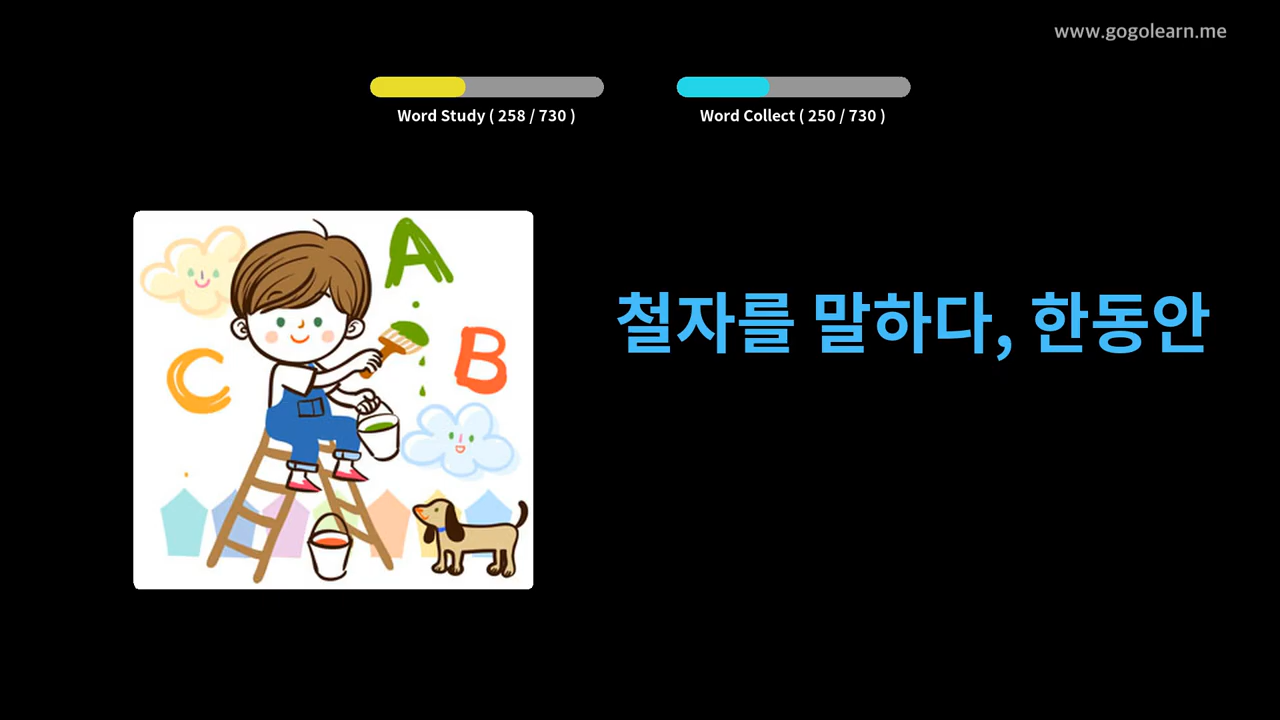 www.gogolearn.me
Word Study ( 258 / 730 )
Word Collect ( 250 / 730 )
A
B
C
철자를 말하다, 한동안